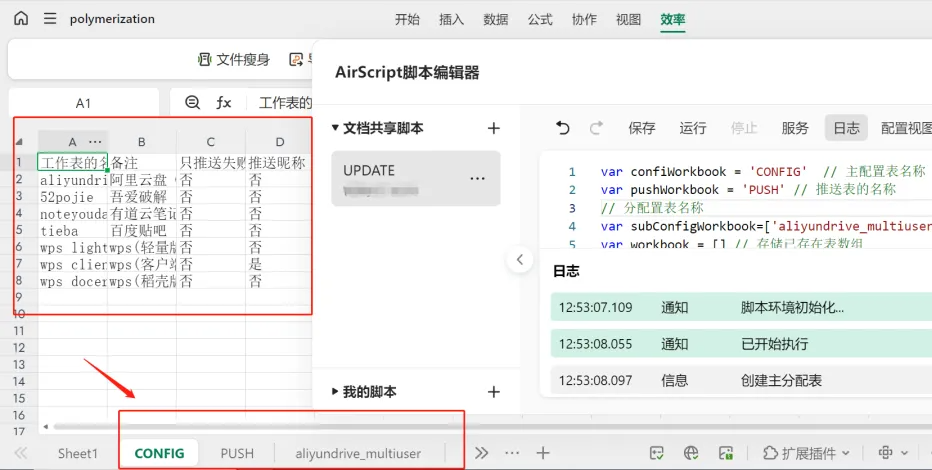 polymerization
开始 插入 数据 公式 协作 视图 效率
文件瘦身
AirScript脚本编辑器
A1 fx 工作表的
文档共享脚本
保存 运行 停止 服务 日志 配置视图
A B C D
1 工作表的名 备注 只推送失败 推送昵称
2 aliyundri 阿里云盘 否 否
3 52pojie 吾爱破解 否 否
4 noteyouda 有道云笔记 否 否
5 tieba 百度贴吧 否 否
6 wps light wps(轻量版 否 否
7 wps clien wps(客户端 否 是
8 wps docer wps(稻壳版 否 否
9
10
11
12
13
14
15
16
17
UPDATE
1 var confiWorkbook = 'CONFIG' // 主配置表名称
2 var pushWorkbook = 'PUSH' // 推送表的名称
3 // 分配置表名称
4 var subConfigWorkbook=['aliyundrive_multiuser
5 var workbook = [] // 存储已存在表数组
日志
12:53:07.109 通知 脚本环境初始化...
12:53:08.055 通知 已开始执行
12:53:08.097 信息 创建主分配表
我的脚本
Sheet1 CONFIG PUSH aliyundrive_multiuser
扩展插件